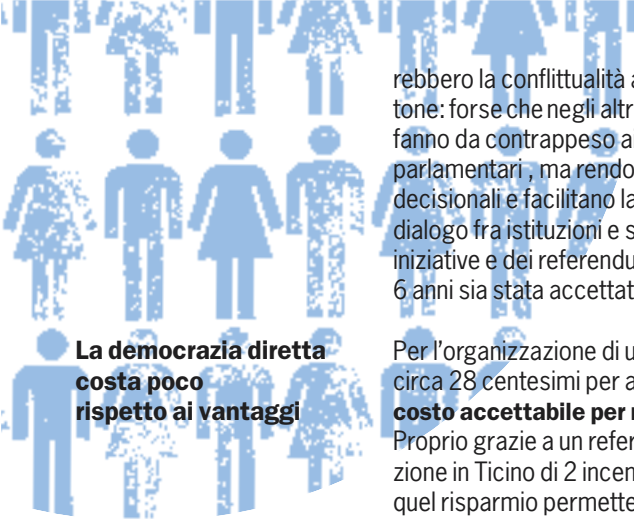 rebbero la conflittualità
tone: forse che negli altr
fanno da contrappeso
parlamentari , ma rendo
decisionali e facilitano la
dialogo fra istituzioni e s
iniziative e dei referendu
6 anni sia stata accettat
La democrazia diretta
costa poco
rispetto ai vantaggi
Per l'organizzazione di u
circa 28 centesimi per a
costo accettabile per
Proprio grazie a un refer
zione in Ticino di 2 incen
quel risparmio permette